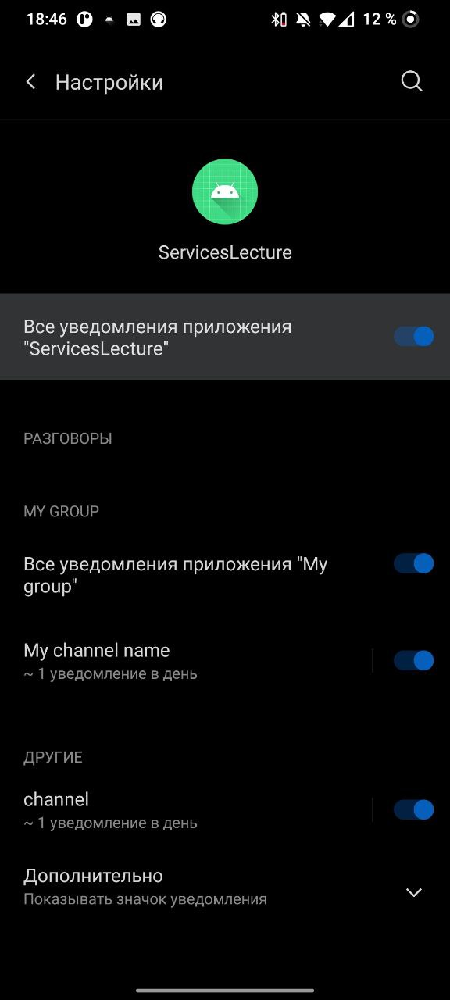 18:46 12 %
Настройки
ServicesLecture
Все уведомления приложения
"ServicesLecture"
РАЗГОВОРЫ
MY GROUP
Все уведомления приложения "My
group"
My channel name
~ 1 уведомление в день
ДРУГИЕ
channel
~ 1 уведомление в день
Дополнительно
Показывать значок уведомления